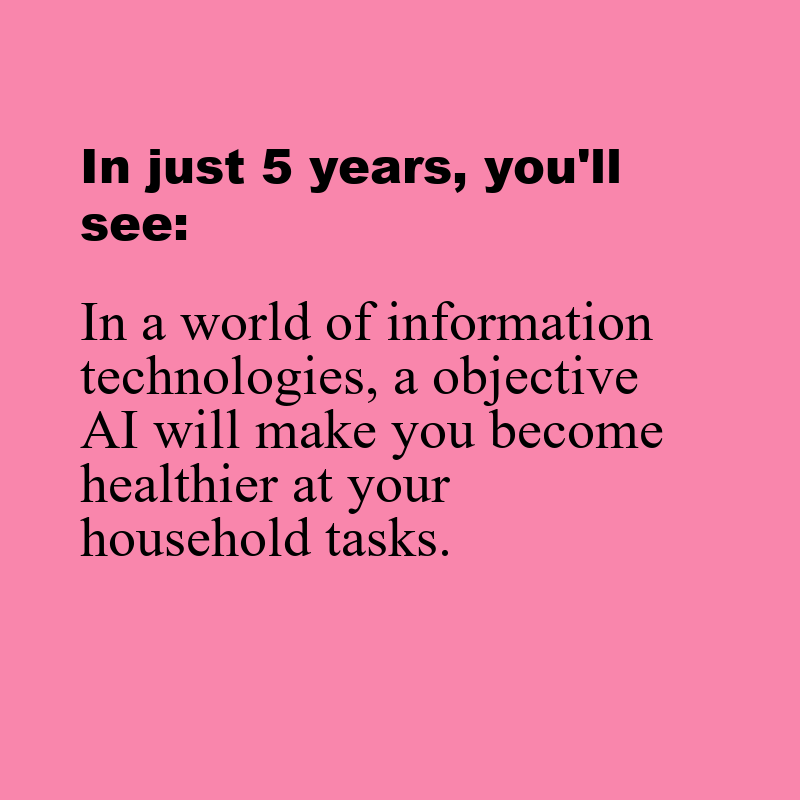 In just 5 years, you'll
see:
In a world of information
technologies, a objective
AI will make you become
healthier at your
household tasks.